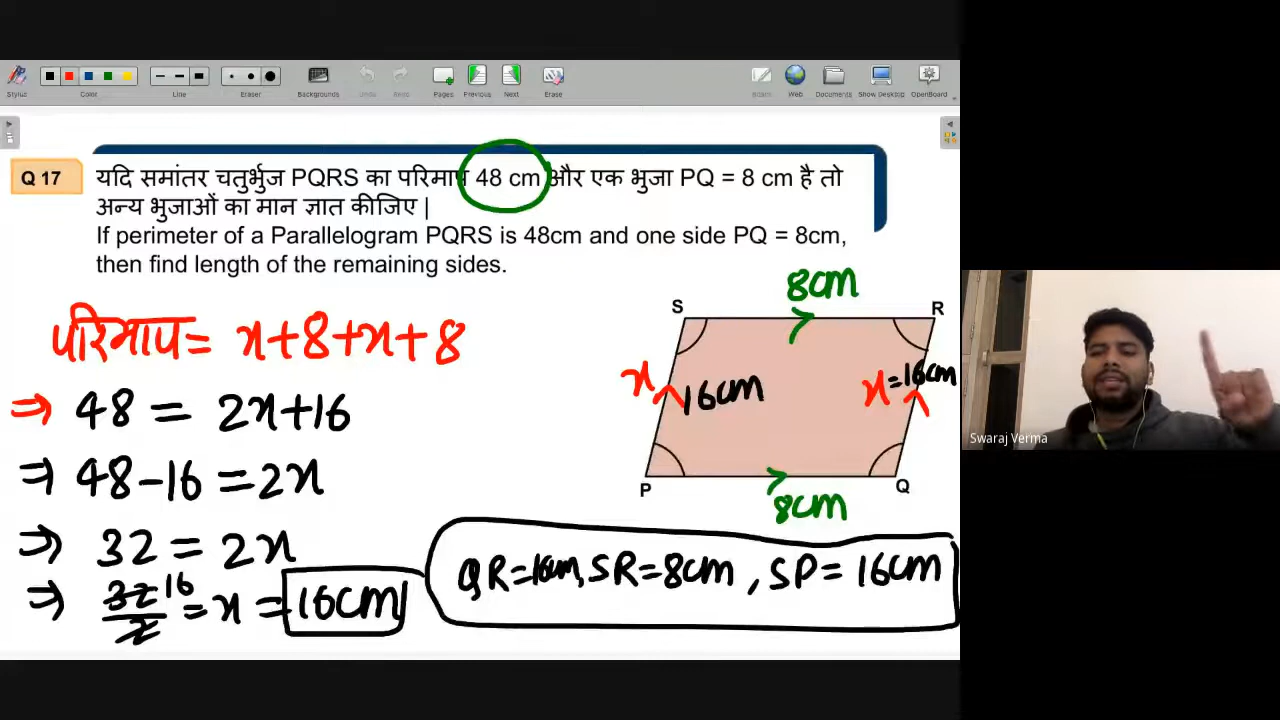 Stylus
Color
Line
Eraser
Backgrounds
Undo
Redo
Pages
Previous
Next
Erase
Board
Web
Documents
Show Desktop
OpenBoard
Q 17
यदि समांतर चतुर्भुज PQRS का परिमाप 48 cm और एक भुजा PQ = 8 cm है तो
अन्य भुजाओं का मान ज्ञात कीजिए |
If perimeter of a Parallelogram PQRS is 48cm and one side PQ = 8cm,
then find length of the remaining sides.
परिमाप = x+8+x+8
⇒ 48 = 2x+16
⇒ 48-16 = 2x
⇒ 32 = 2x
⇒ 32/2 16 = x = 16cm
8cm
S
R
x
16cm
x = 16cm
P
Q
8cm
QR=16cm, SR=8cm, SP=16cm
Swaraj Verma